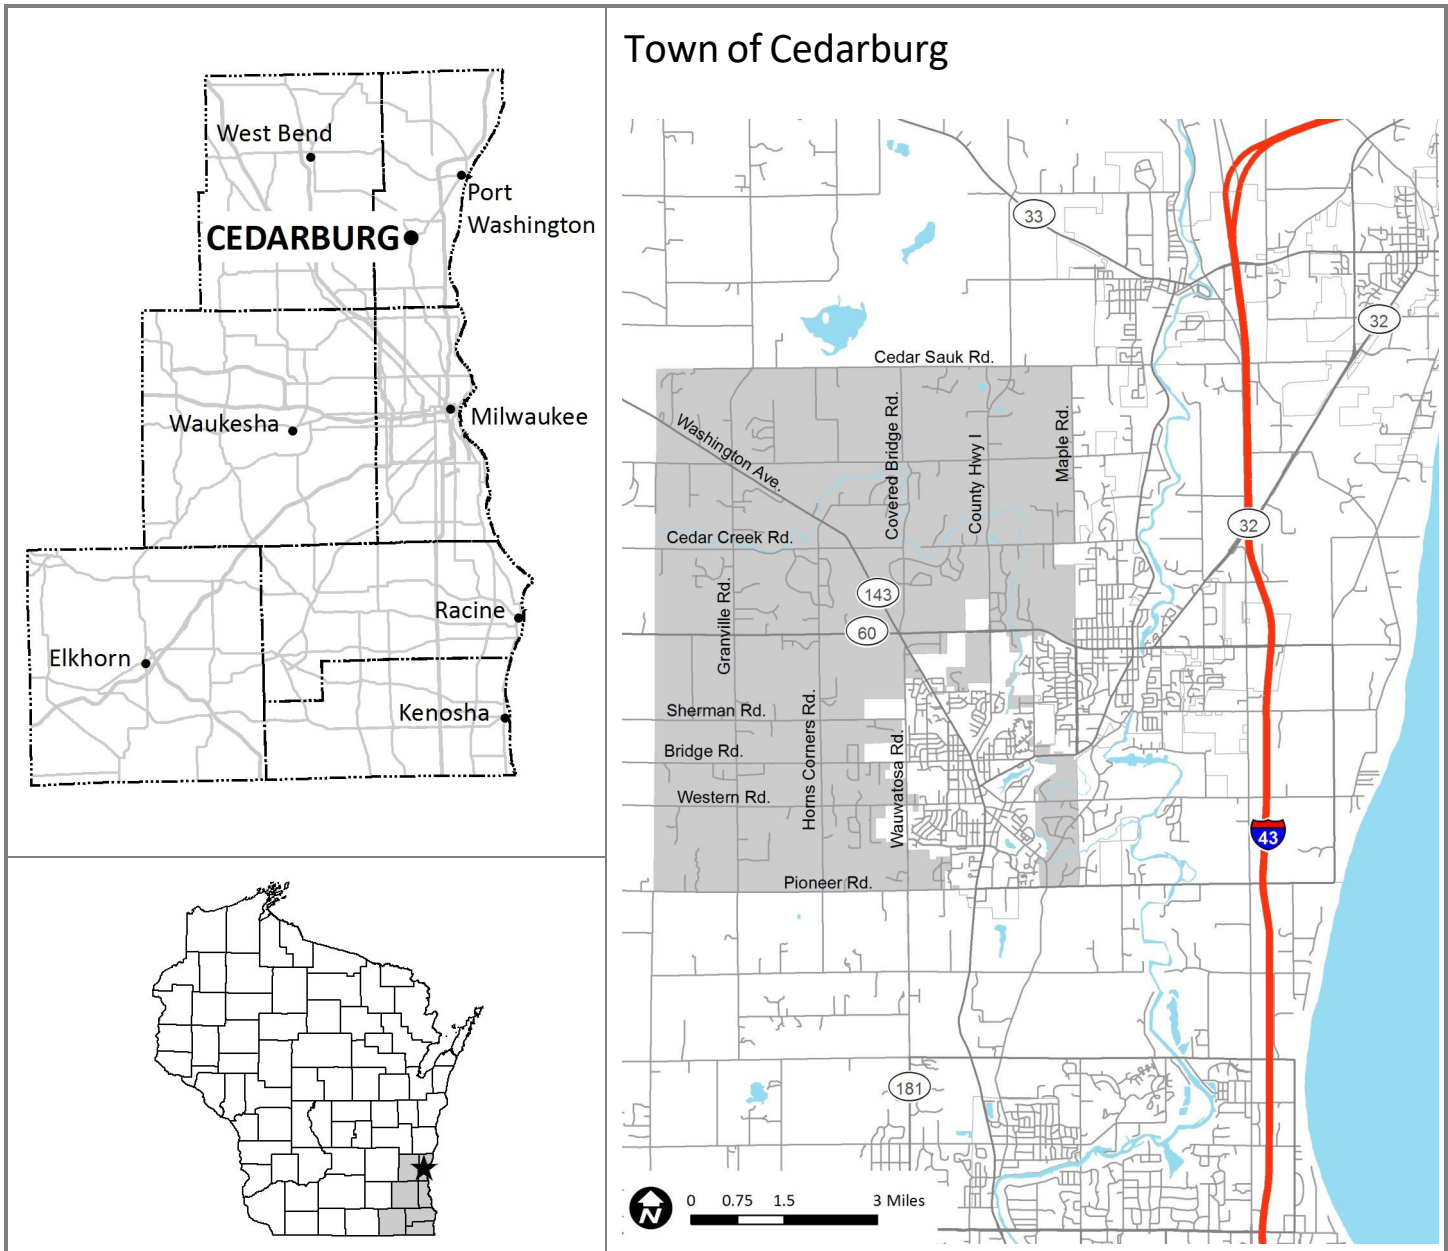 Town of Cedarburg
West Bend
Port
Washington
CEDARBURG
Waukesha
Milwaukee
Racine
Elkhorn
Kenosha
33
32
Cedar Sauk Rd.
Washington Ave.
Covered Bridge Rd.
County Hwy I
Maple Rd.
32
Cedar Creek Rd.
143
60
Granville Rd.
Sherman Rd.
Horns Corners Rd.
Bridge Rd.
Wauwatosa Rd.
Western Rd.
43
Pioneer Rd.
181
N
0 0.75 1.5 3 Miles